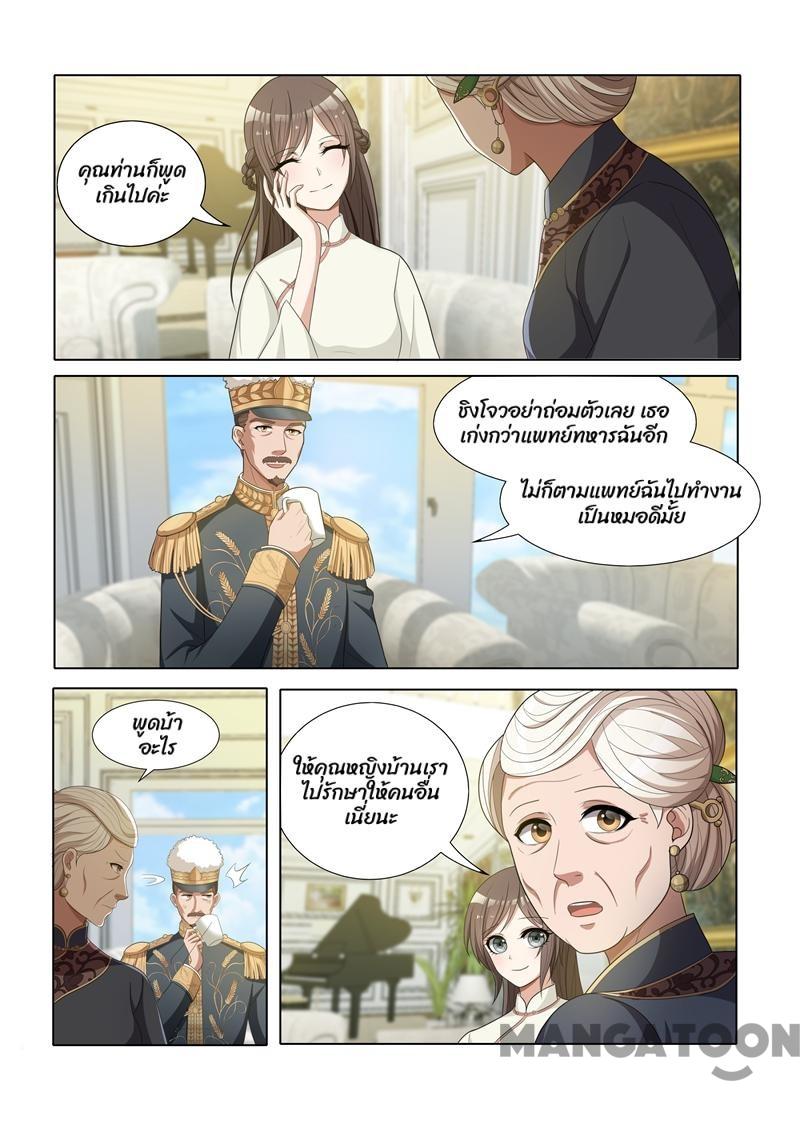 คุณท่านก็พูด
เกินไปค่ะ
ชิงโจวอย่าถ่อมตัวเลย เธอ
เก่งกว่าแพทย์ทหารฉันอีก
ไม่ก็ตามแพทย์ฉันไปทำงาน
เป็นหมอดีมั้ย
พูดบ้า
อะไร
ให้คุณหญิงบ้านเรา
ไปรักษาให้คนอื่น
เนี่ยนะ
MANGATOON